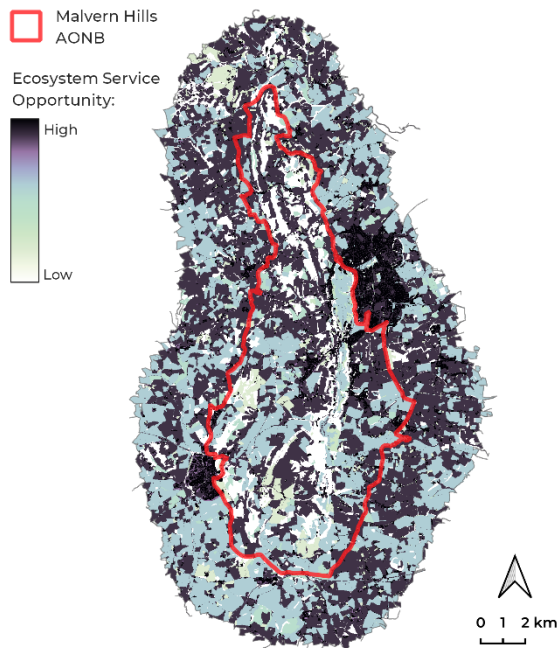 Malvern Hills
AONB
Ecosystem Service
Opportunity:
High
Low
0 1 2 km